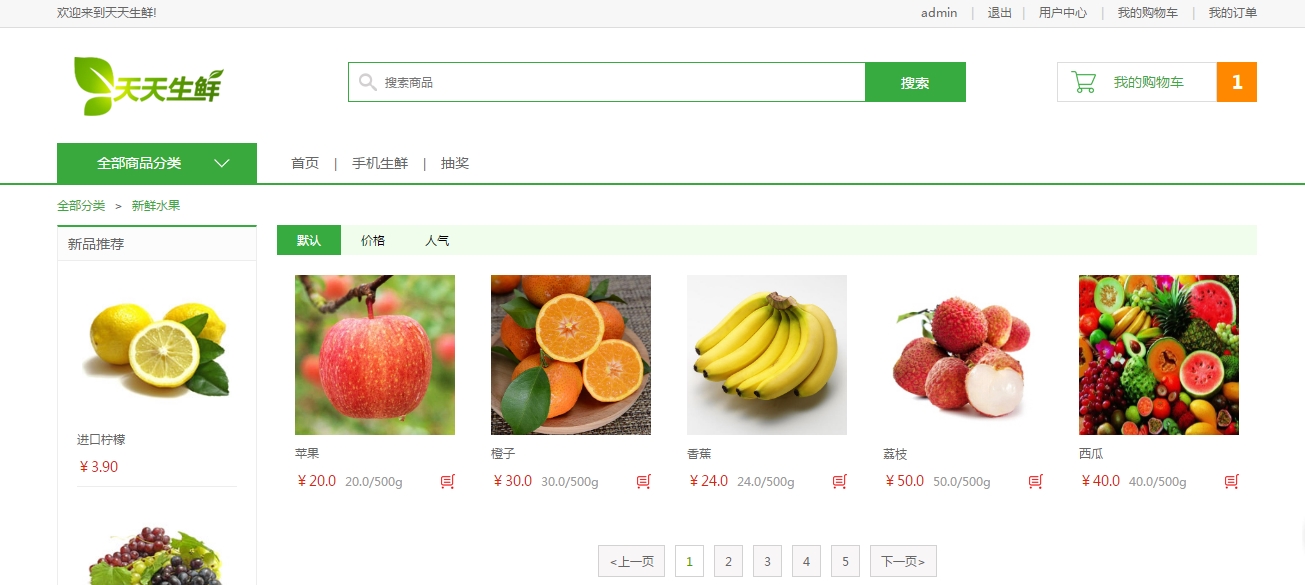 欢迎来到天天生鲜!
admin | 退出 | 用户中心 | 我的购物车 | 我的订单
天天生鲜
搜索商品
搜索
我的购物车
1
全部商品分类
首页 | 手机生鲜 | 抽奖
全部分类 > 新鲜水果
新品推荐
进口柠檬
￥3.90
默认 价格 人气
苹果
￥20.0 20.0/500g
橙子
￥30.0 30.0/500g
香蕉
￥24.0 24.0/500g
荔枝
￥50.0 50.0/500g
西瓜
￥40.0 40.0/500g
<上一页 1 2 3 4 5 下一页>